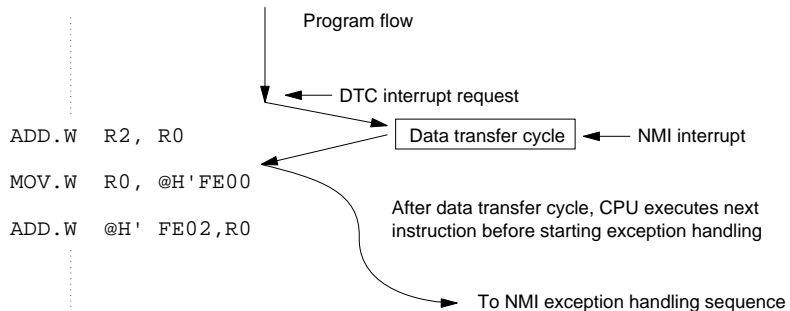 Program flow
DTC interrupt request
ADD.W R2, R0
Data transfer cycle
NMI interrupt
MOV.W R0, @H'FE00
ADD.W @H' FE02,R0
After data transfer cycle, CPU executes next
instruction before starting exception handling
To NMI exception handling sequence